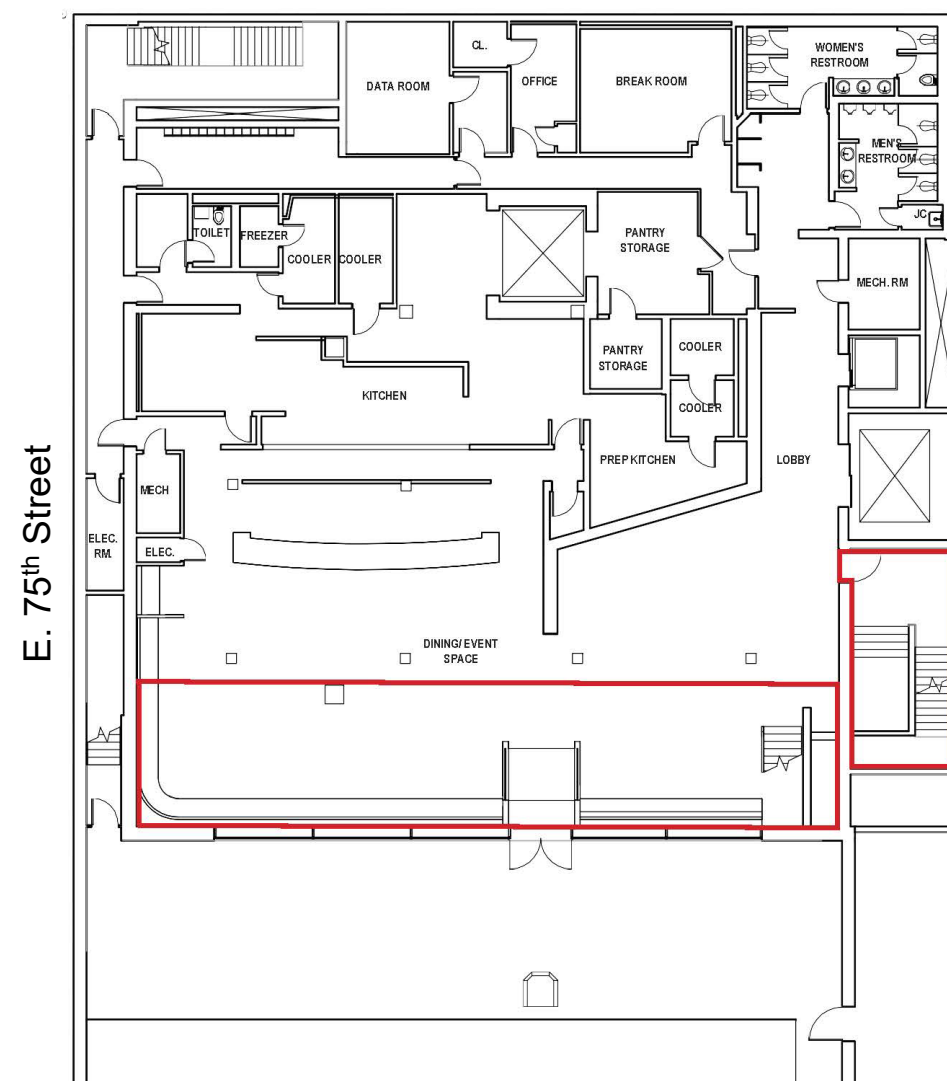 WOMEN'S
RESTROOM
CL.
OFFICE
DATA ROOM
BREAK ROOM
MEN'S
RESTROOM
JC
TOILET
FREEZER
COOLER
COOLER
PANTRY
STORAGE
MECH. RM
PANTRY
STORAGE
COOLER
COOLER
KITCHEN
PREP KITCHEN
LOBBY
MECH
ELEC.
RM.
ELEC.
E. 75th Street
DINING/ EVENT
SPACE